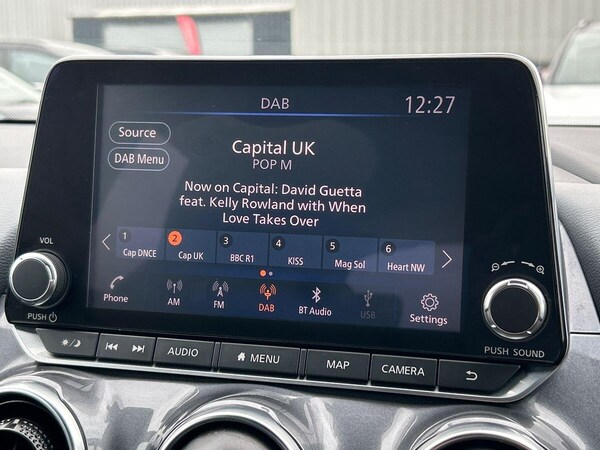 DAB
12:27
Source
DAB Menu
Capital UK
POP M
Now on Capital: David Guetta
feat. Kelly Rowland with When
Love Takes Over
1 Cap DNCE
2 Cap UK
3 BBC R1
4 KISS
5 Mag Sol
6 Heart NW
Phone
AM
FM
DAB
BT Audio
USB
Settings
VOL
PUSH
PUSH SOUND
AUDIO
MENU
MAP
CAMERA